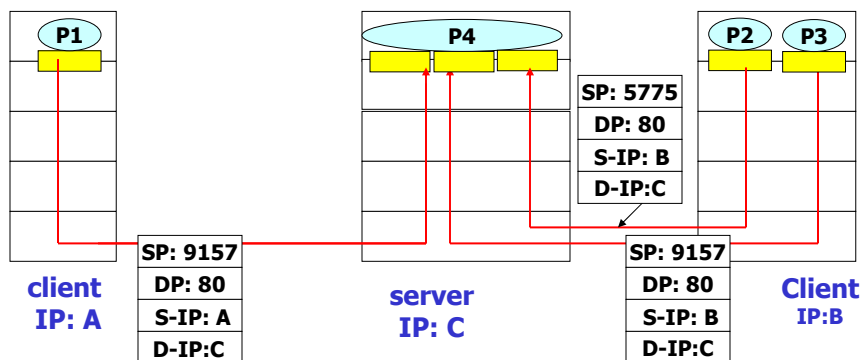 P1
P4
P2
P3
SP: 5775
DP: 80
S-IP: B
D-IP:C
SP: 9157
DP: 80
S-IP: A
D-IP:C
SP: 9157
DP: 80
S-IP: B
D-IP:C
client
IP: A
server
IP: C
Client
IP:B